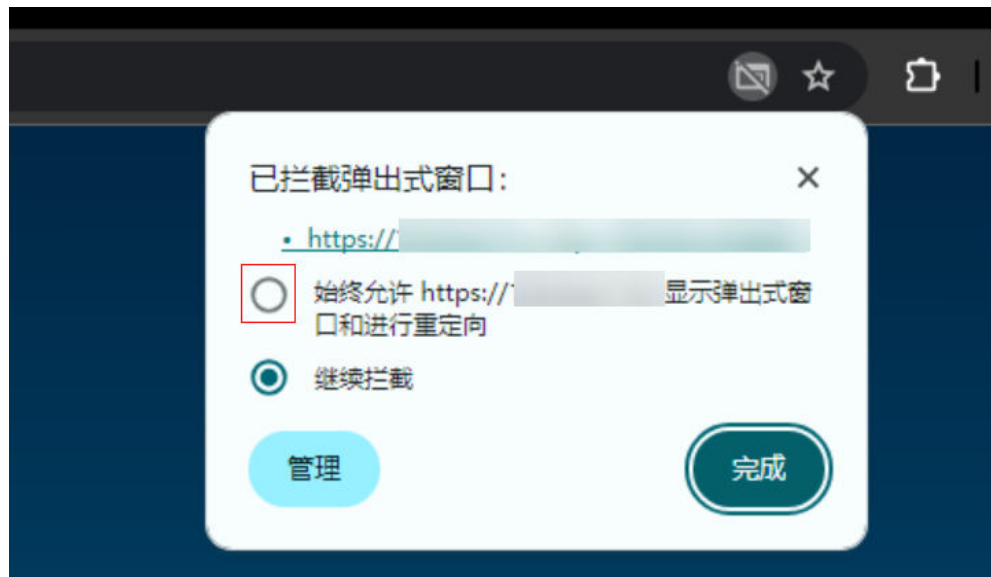 已拦截弹出式窗口：
• https://
始终允许 https:// 显示弹出式窗
口和进行重定向
继续拦截
管理
完成